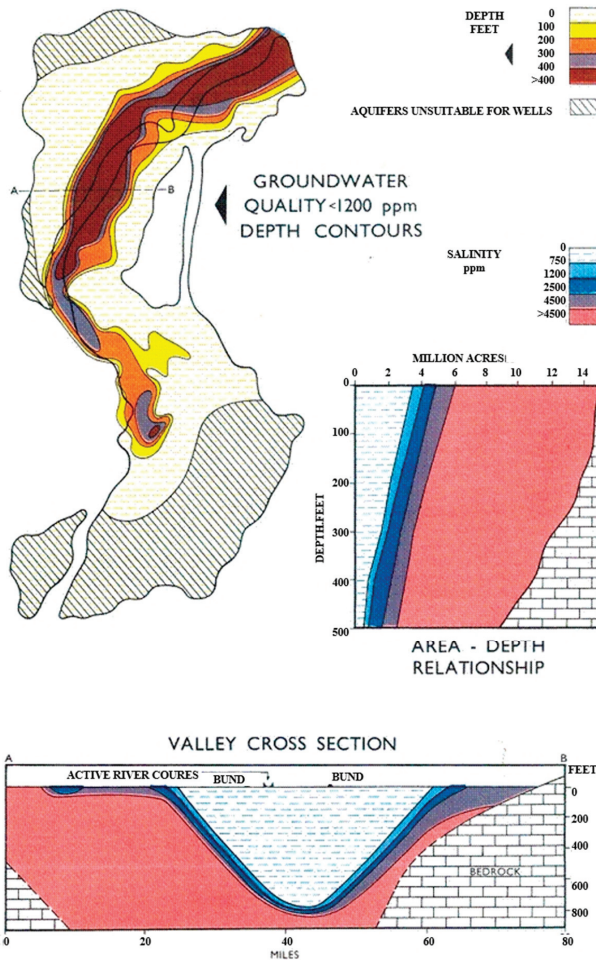 DEPTH
FEET
0
100
200
300
400
>400
AQUIFERS UNSUITABLE FOR WELLS
A
B
GROUNDWATER
QUALITY<1200 ppm
DEPTH CONTOURS
SALINITY
ppm
0
750
1200
2500
4500
>4500
MILLION ACRES
0 2 4 6 8 10 12 14
DEPTH.FEET
0
100
200
300
400
500
AREA - DEPTH
RELATIONSHIP
VALLEY CROSS SECTION
A
B
ACTIVE RIVER COURES
BUND
BUND
FEET
0
200
400
600
800
BEDROCK
0 20 40 60 80
MILES